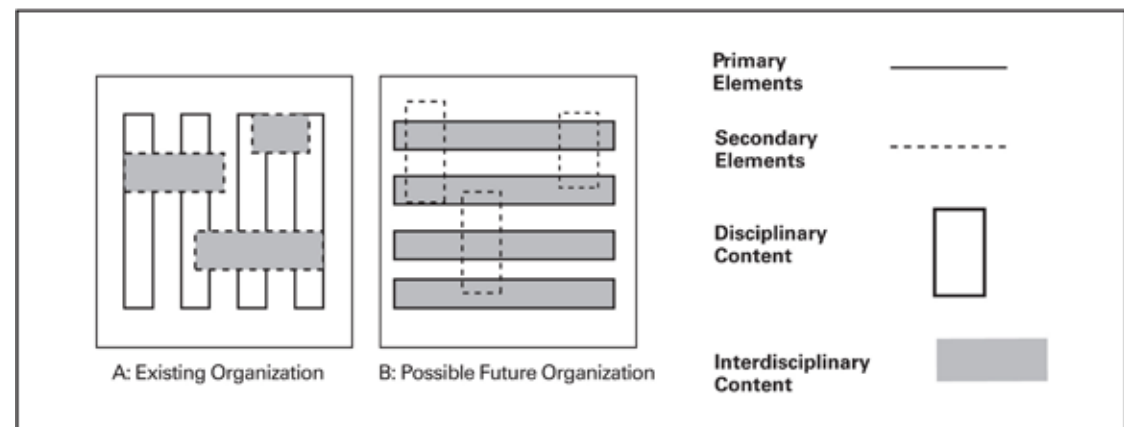 Primary
Elements
Secondary
Elements
Disciplinary
Content
Interdisciplinary
Content
A: Existing Organization
B: Possible Future Organization